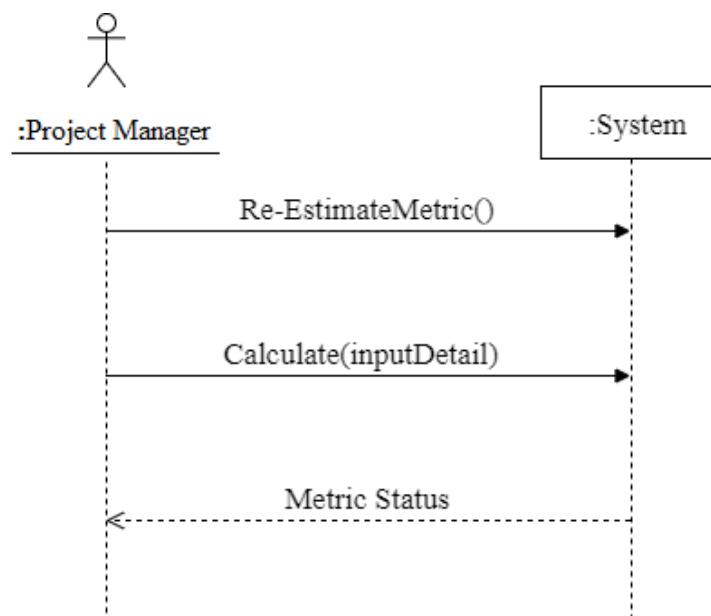 :Project Manager
:System
Re-EstimateMetric()
Calculate(inputDetail)
Metric Status